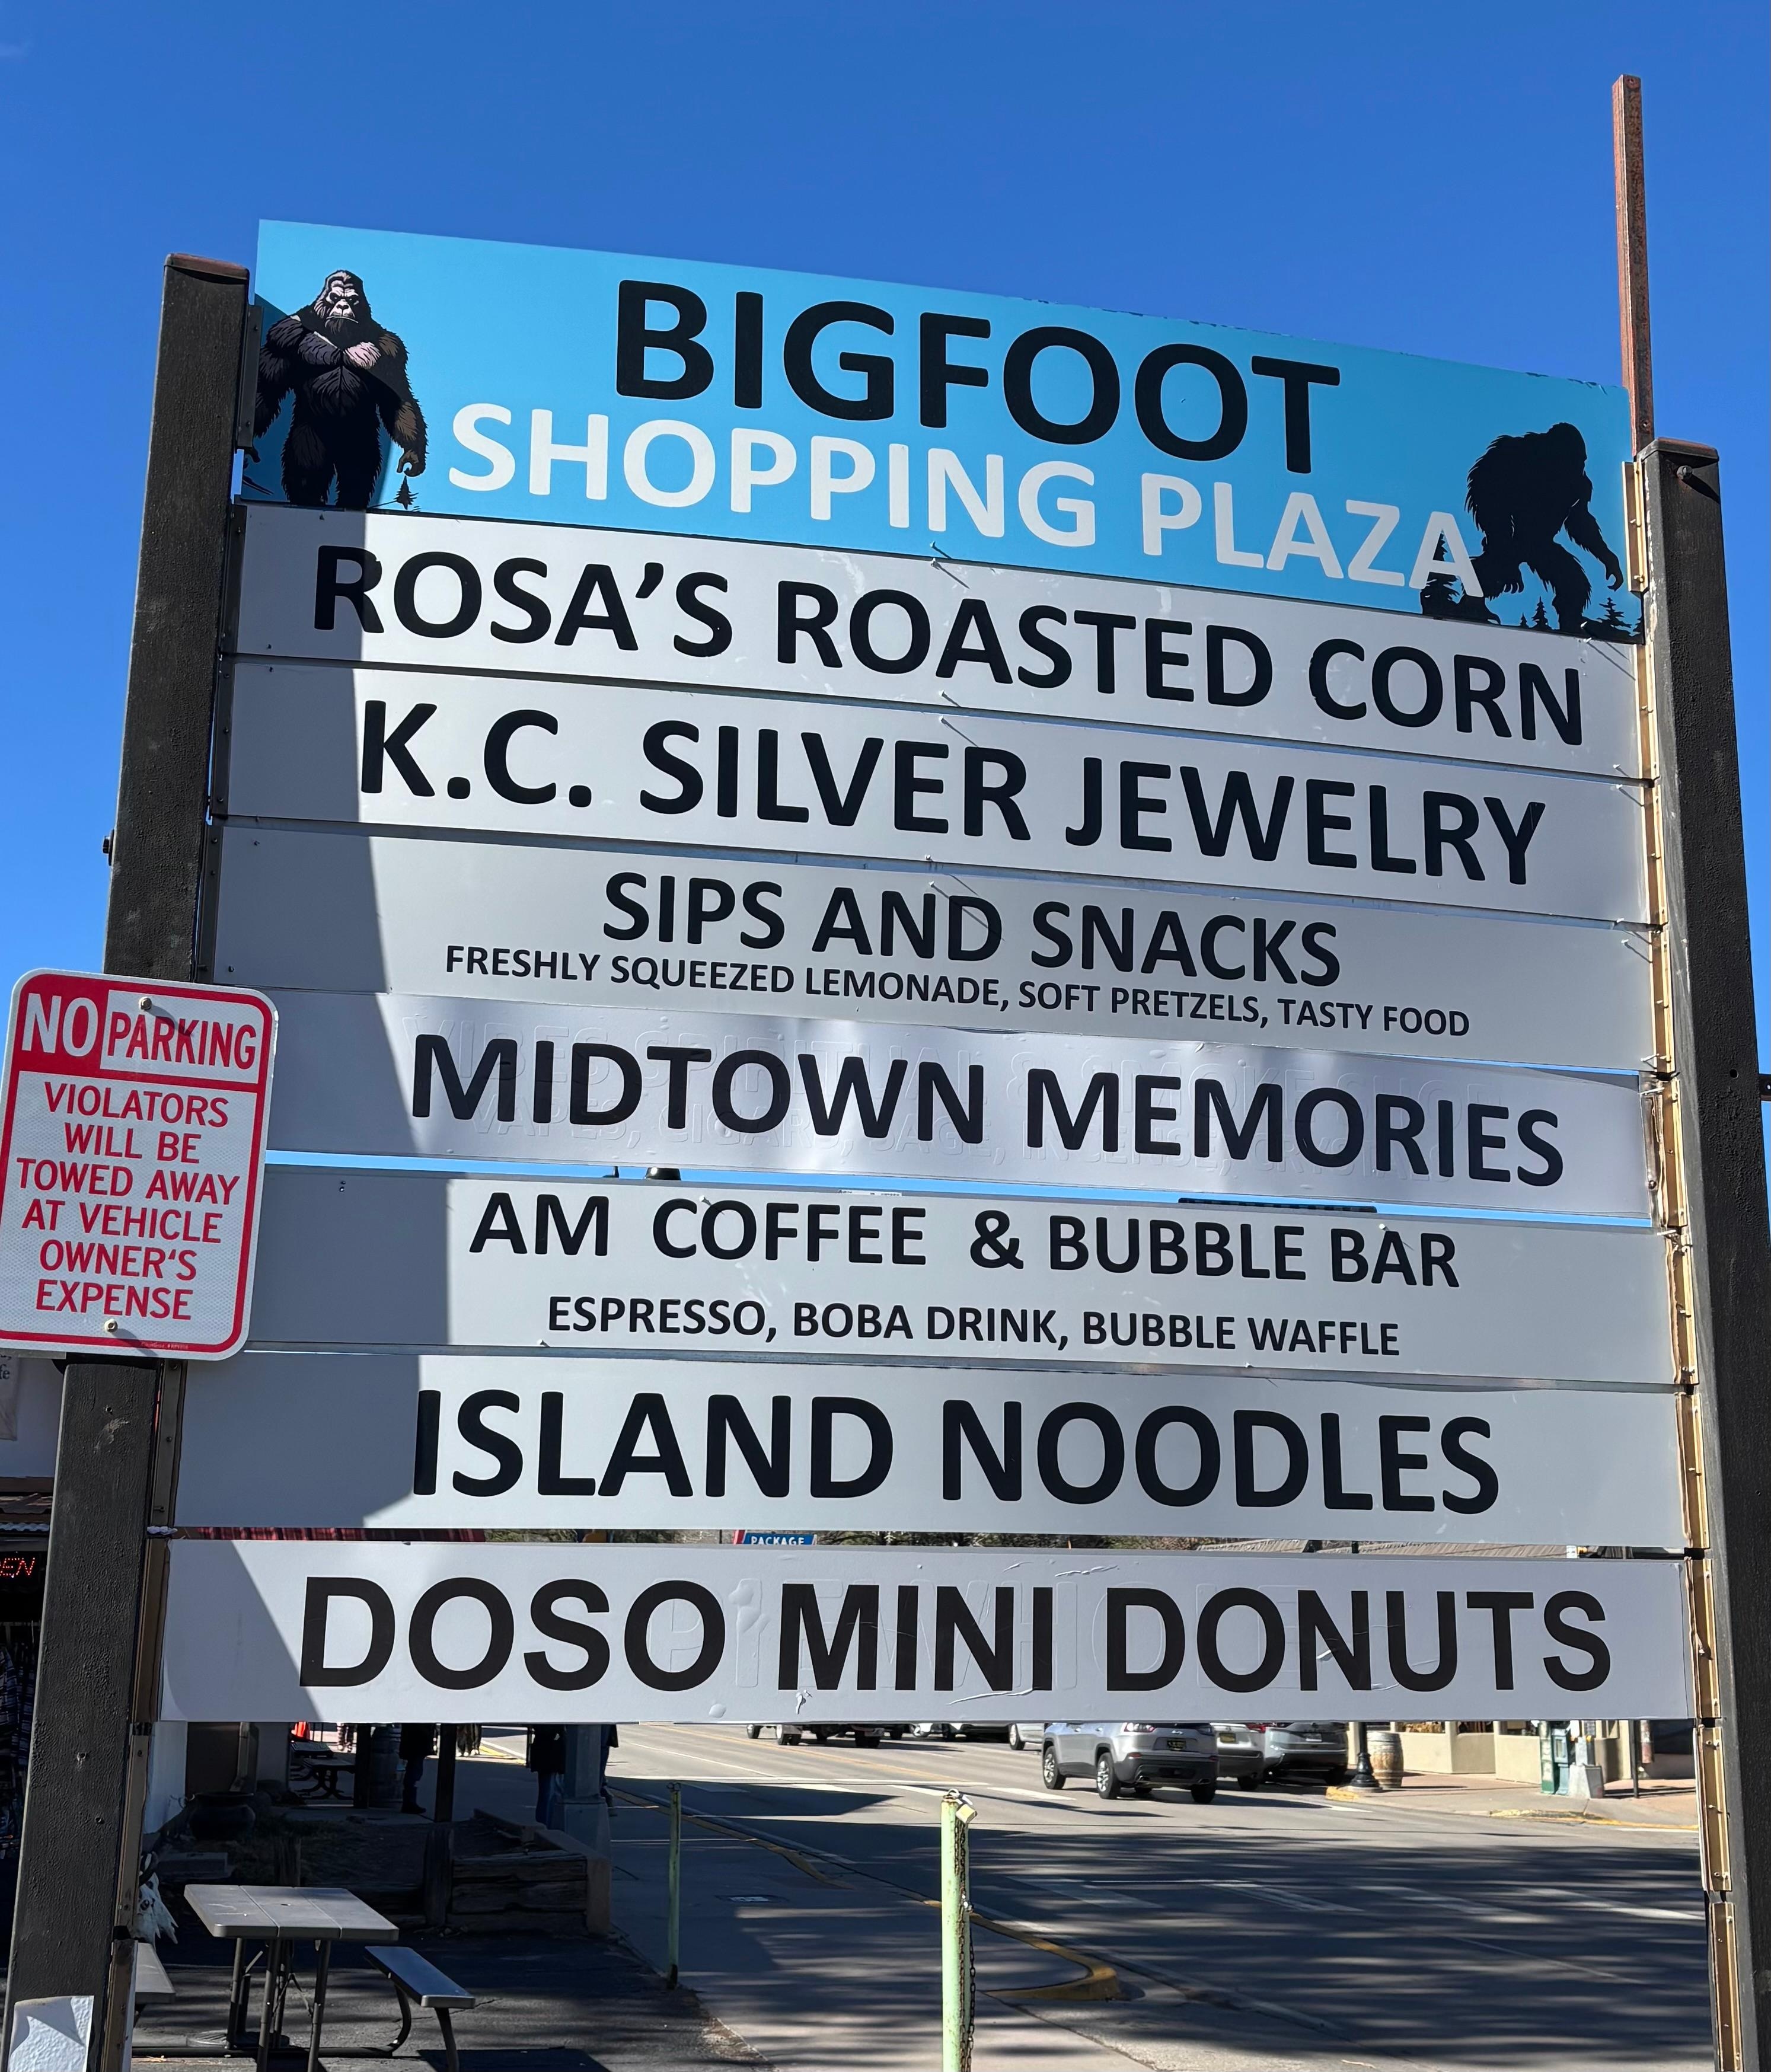 BIGFOOT
SHOPPING PLAZA
ROSA'S ROASTED CORN
K.C. SILVER JEWELRY
SIPS AND SNACKS
FRESHLY SQUEEZED LEMONADE, SOFT PRETZELS, TASTY FOOD
MIDTOWN MEMORIES
AM COFFEE & BUBBLE BAR
ESPRESSO, BOBA DRINK, BUBBLE WAFFLE
ISLAND NOODLES
DOSO MINI DONUTS
NO PARKING
VIOLATORS
WILL BE
TOWED AWAY
AT VEHICLE
OWNER'S
EXPENSE
PACKAGE